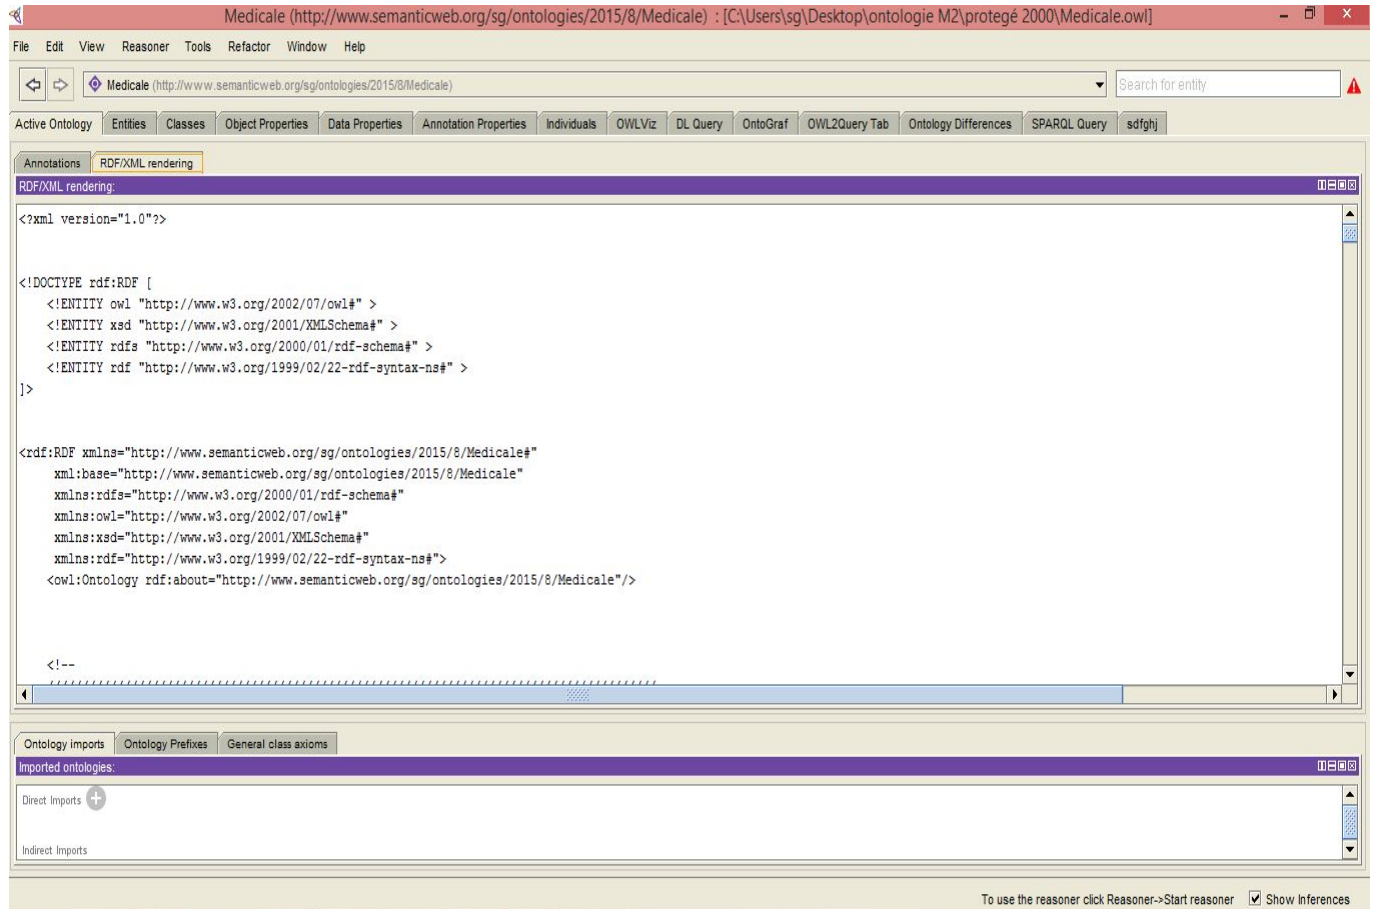 Medicale (http://www.semanticweb.org/sg/ontologies/2015/8/Medicale) : [C:\Users\sg\Desktop\ontologie M2\protegé 2000\Medicale.owl]
File Edit View Reasoner Tools Refactor Window Help
Medicale (http://www.semanticweb.org/sg/ontologies/2015/8/Medicale) Search for entity
Active Ontology Entities Classes Object Properties Data Properties Annotation Properties Individuals OWLViz DL Query OntoGraf OWL2Query Tab Ontology Differences SPARQL Query sdfghj
Annotations RDF/XML rendering
RDF/XML rendering:
<?xml version="1.0"?>
<!DOCTYPE rdf:RDF [
<!ENTITY owl "http://www.w3.org/2002/07/owl#" >
<!ENTITY xsd "http://www.w3.org/2001/XMLSchema#" >
<!ENTITY rdfs "http://www.w3.org/2000/01/rdf-schema#" >
<!ENTITY rdf "http://www.w3.org/1999/02/22-rdf-syntax-ns#" >
]>
<rdf:RDF xmlns="http://www.semanticweb.org/sg/ontologies/2015/8/Medicale#"
xml:base="http://www.semanticweb.org/sg/ontologies/2015/8/Medicale"
xmlns:rdfs="http://www.w3.org/2000/01/rdf-schema#"
xmlns:owl="http://www.w3.org/2002/07/owl#"
xmlns:xsd="http://www.w3.org/2001/XMLSchema#"
xmlns:rdf="http://www.w3.org/1999/02/22-rdf-syntax-ns#">
<owl:Ontology rdf:about="http://www.semanticweb.org/sg/ontologies/2015/8/Medicale"/>
<!--
Ontology imports Ontology Prefixes General class axioms
Imported ontologies:
Direct Imports
Indirect Imports
To use the reasoner click Reasoner->Start reasoner Show Inferences